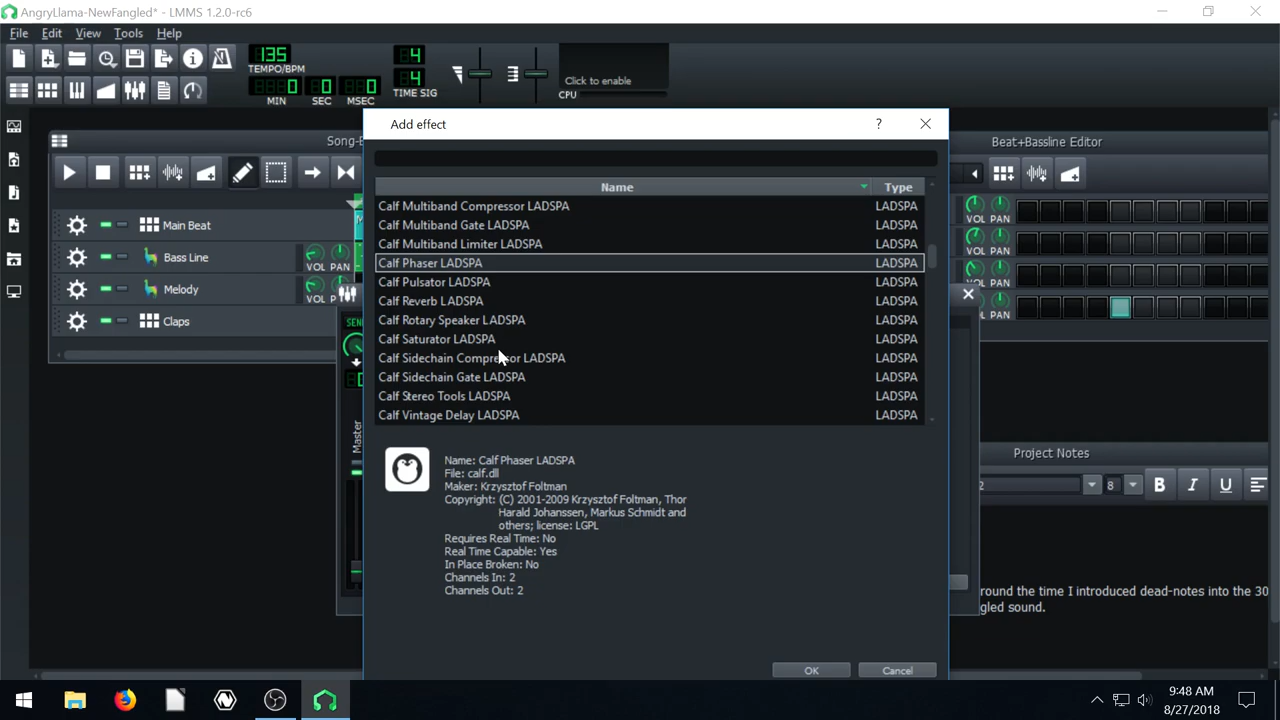 AngryLlama-NewFangled* - LMMS 1.2.0-rc6
File Edit View Tools Help
135
TEMPO/BPM
0 0 0
MIN SEC MSEC
4
4
TIME SIG
Click to enable
CPU
Add effect
?
Song-E
Beat+Bassline Editor
Name Type
Calf Multiband Compressor LADSPA LADSPA
Calf Multiband Gate LADSPA LADSPA
Calf Multiband Limiter LADSPA LADSPA
Calf Phaser LADSPA LADSPA
Calf Pulsator LADSPA LADSPA
Calf Reverb LADSPA LADSPA
Calf Rotary Speaker LADSPA LADSPA
Calf Saturator LADSPA LADSPA
Calf Sidechain Compressor LADSPA LADSPA
Calf Sidechain Gate LADSPA LADSPA
Calf Stereo Tools LADSPA LADSPA
Calf Vintage Delay LADSPA LADSPA
Main Beat
Bass Line
VOL PAN
Melody
VOL PAN
Claps
SEN
Master
VOL PAN
VOL PAN
VOL PAN
VOL PAN
Name: Calf Phaser LADSPA
File: calf.dll
Maker: Krzysztof Foltman
Copyright: (C) 2001-2009 Krzysztof Foltman, Thor
Harald Johanssen, Markus Schmidt and
others; license: LGPL
Requires Real Time: No
Real Time Capable: Yes
In Place Broken: No
Channels In: 2
Channels Out: 2
OK Cancel
Project Notes
2 8 B I U
round the time I introduced dead-notes into the 30
gled sound.
9:48 AM
8/27/2018